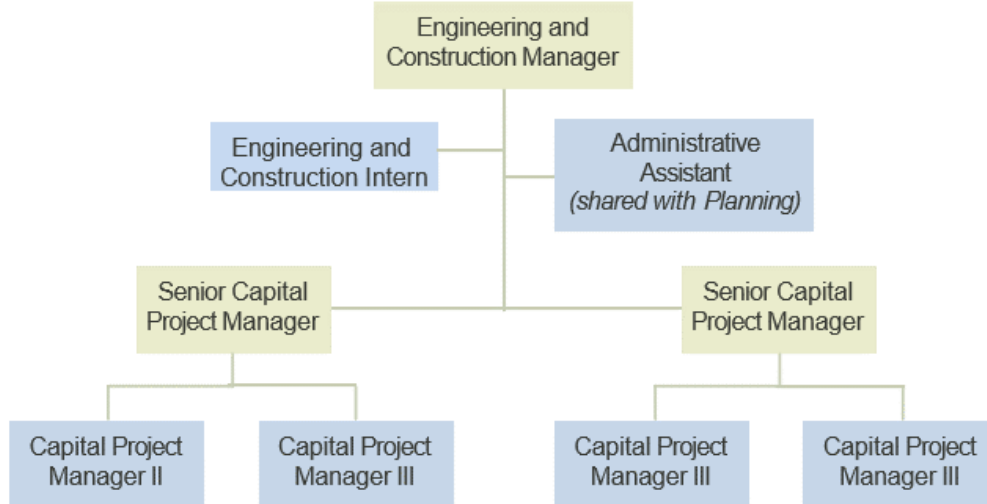 Engineering and
Construction Manager
Engineering and
Construction Intern
Administrative
Assistant
(shared with Planning)
Senior Capital
Project Manager
Senior Capital
Project Manager
Capital Project
Manager II
Capital Project
Manager III
Capital Project
Manager III
Capital Project
Manager III